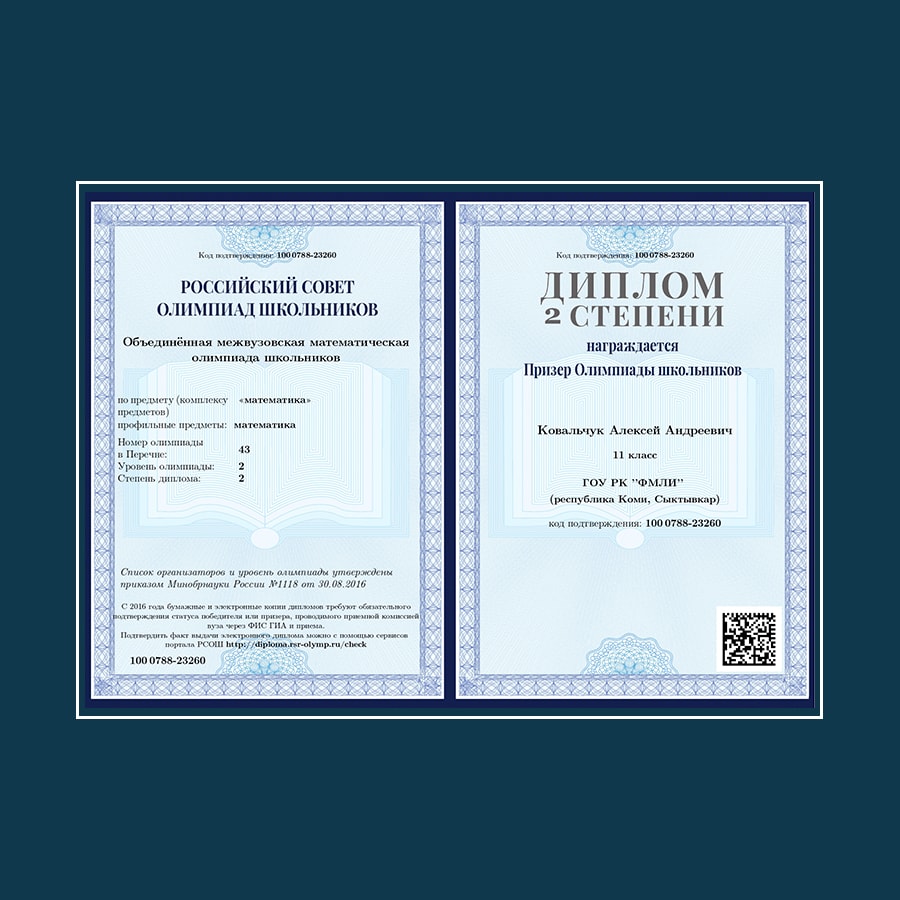 Код подтверждения: 100 0788-23260
РОССИЙСКИЙ СОВЕТ
ОЛИМПИАД ШКОЛЬНИКОВ
Объединённая межвузовская математическая
олимпиада школьников
по предмету (комплексу «математика»
предметов)
профильные предметы: математика
Номер олимпиады
в Перечне: 43
Уровень олимпиады: 2
Степень диплома: 2
Список организаторов и уровень олимпиады утверждены
приказом Минобрнауки России №1118 от 30.08.2016
С 2016 года бумажные и электронные копии дипломов требуют обязательного
подтверждения статуса победителя или призера, проводимого приемной комиссией
вуза через ФИС ГИА и приема.
Подтвердить факт выдачи электронного диплома можно с помощью сервисов
портала РСОШ http://diploma.rsr-olymp.ru/check
100 0788-23260
Код подтверждения: 100 0788-23260
ДИПЛОМ
2 СТЕПЕНИ
награждается
Призер Олимпиады школьников
Ковальчук Алексей Андреевич
11 класс
ГОУ РК ”ФМЛИ”
(республика Коми, Сыктывкар)
код подтверждения: 100 0788-23260